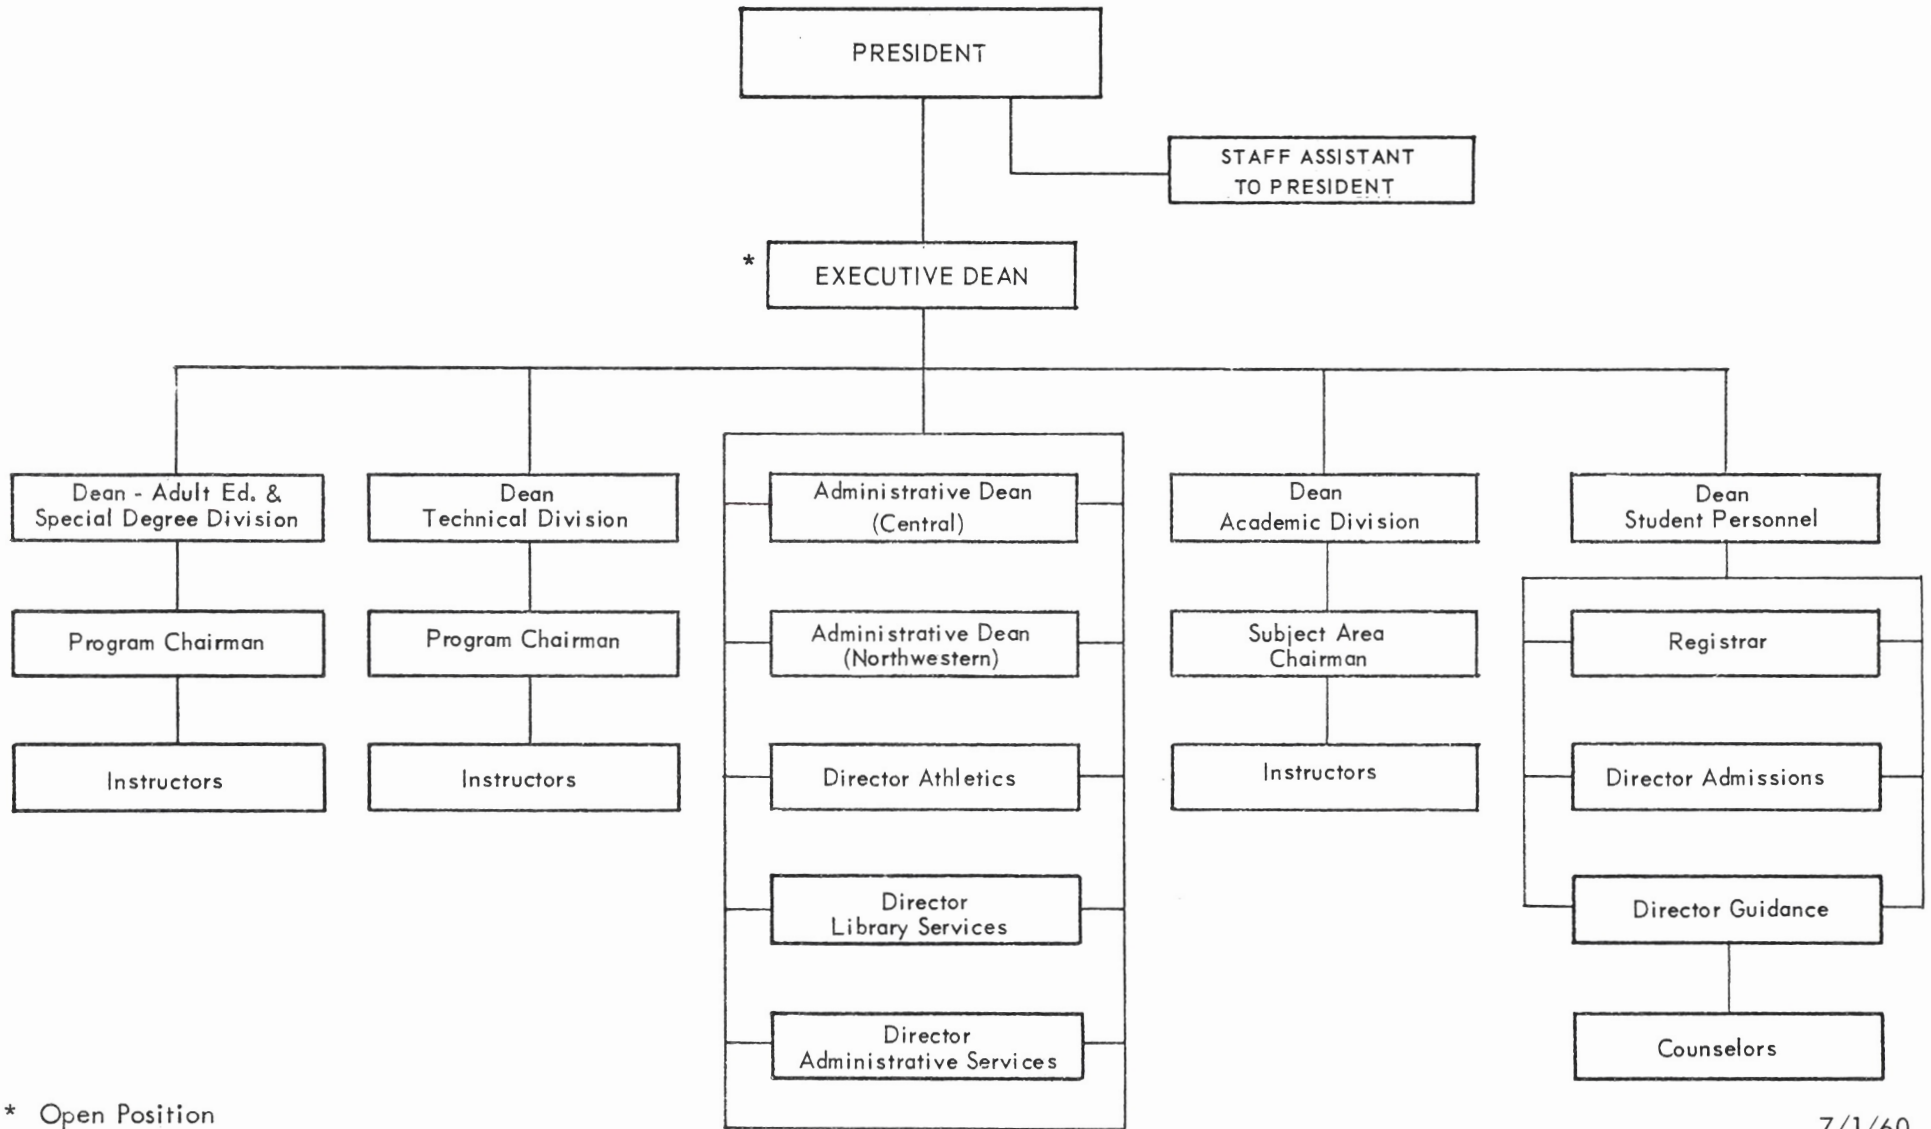 PRESIDENT
STAFF ASSISTANT
TO PRESIDENT
*
EXECUTIVE DEAN
Dean - Adult Ed. &
Special Degree Division
Dean
Technical Division
Administrative Dean
(Central)
Dean
Academic Division
Dean
Student Personnel
Program Chairman
Program Chairman
Administrative Dean
(Northwestern)
Subject Area
Chairman
Registrar
Instructors
Instructors
Director Athletics
Instructors
Director Admissions
Director
Library Services
Director Guidance
Director
Administrative Services
Counselors
* Open Position